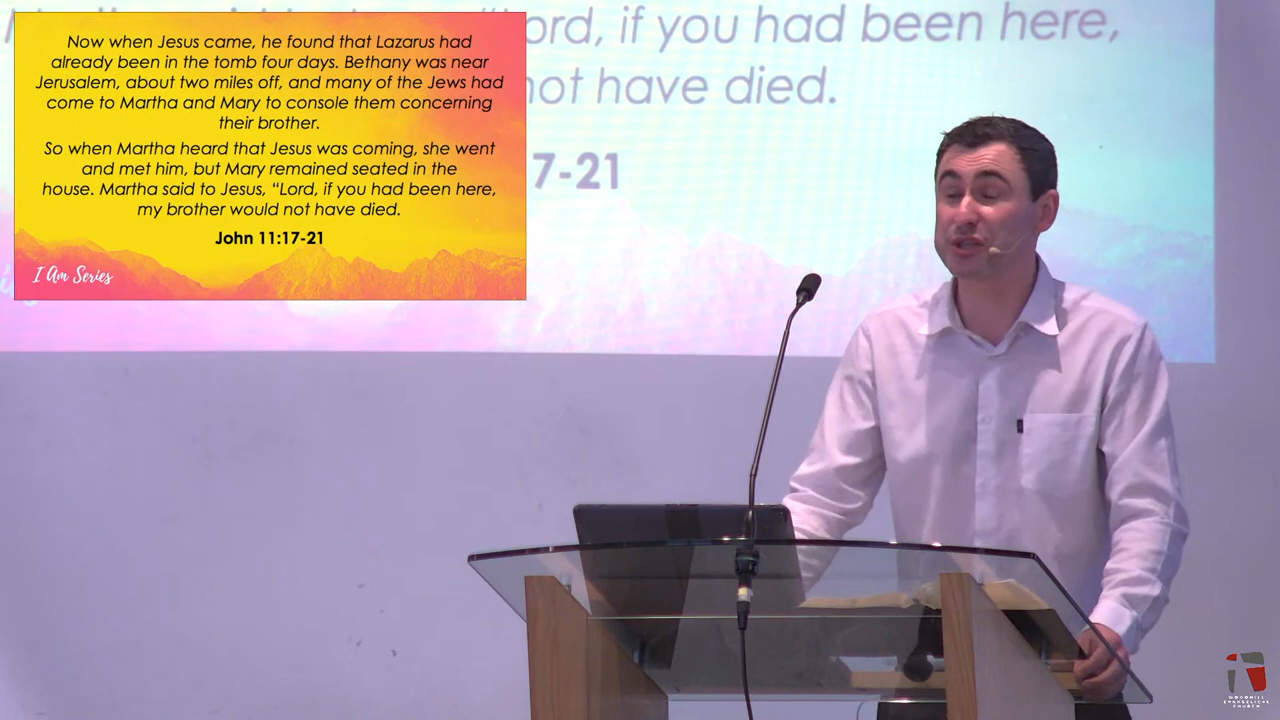 Now when Jesus came, he found that Lazarus had
already been in the tomb four days. Bethany was near
Jerusalem, about two miles off, and many of the Jews had
come to Martha and Mary to console them concerning
their brother.
So when Martha heard that Jesus was coming, she went
and met him, but Mary remained seated in the
house. Martha said to Jesus, “Lord, if you had been here,
my brother would not have died.
John 11:17-21
I Am Series
ord, if you had been here,
not have died.
7-21
WOODHILL
EVANGELICAL
CHURCH